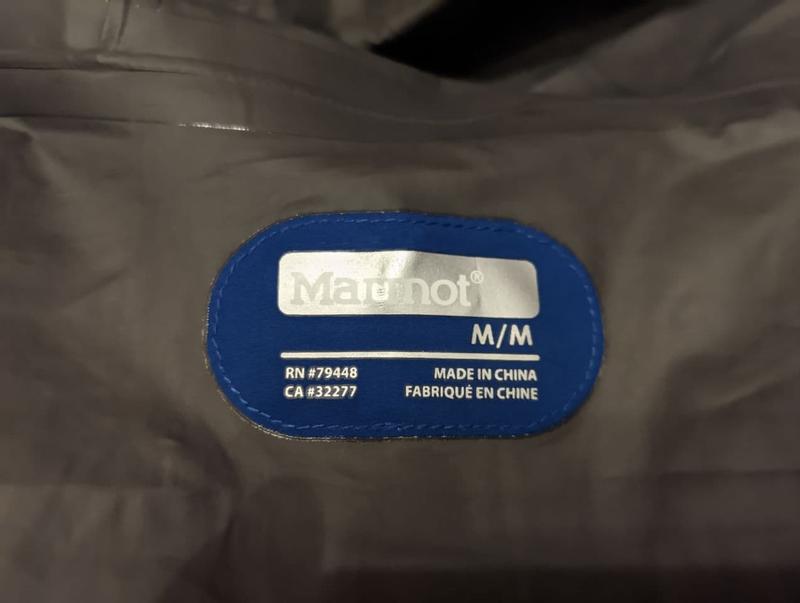 Marmot®
M/M
RN #79448
CA #32277
MADE IN CHINA
FABRIQUÉ EN CHINE